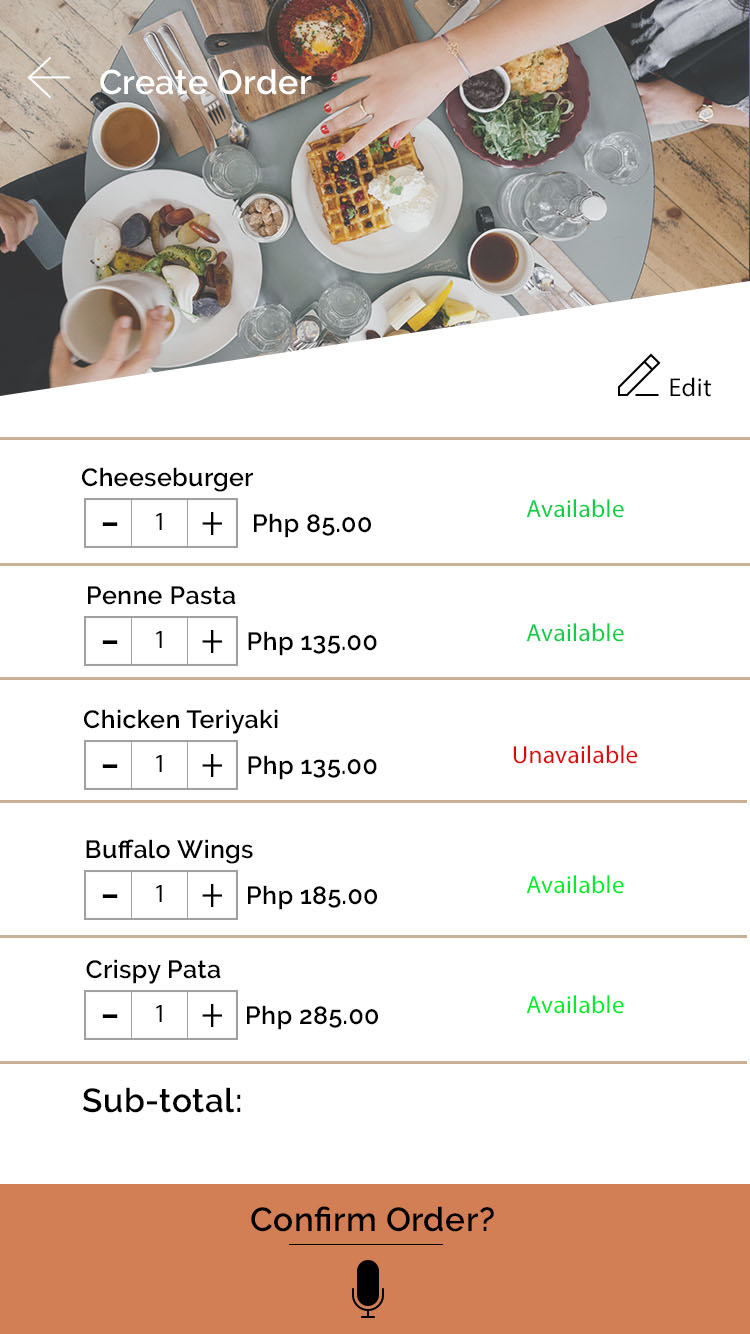 Create Order
Edit
Cheeseburger
- 1 + Php 85.00
Available
Penne Pasta
- 1 + Php 135.00
Available
Chicken Teriyaki
- 1 + Php 135.00
Unavailable
Buffalo Wings
- 1 + Php 185.00
Available
Crispy Pata
- 1 + Php 285.00
Available
Sub-total:
Confirm Order?